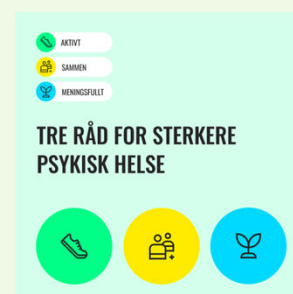 AKTIVT
SAMMEN
MENINGSFULLT
TRE RÅD FOR STERKERE
PSYKISK HELSE